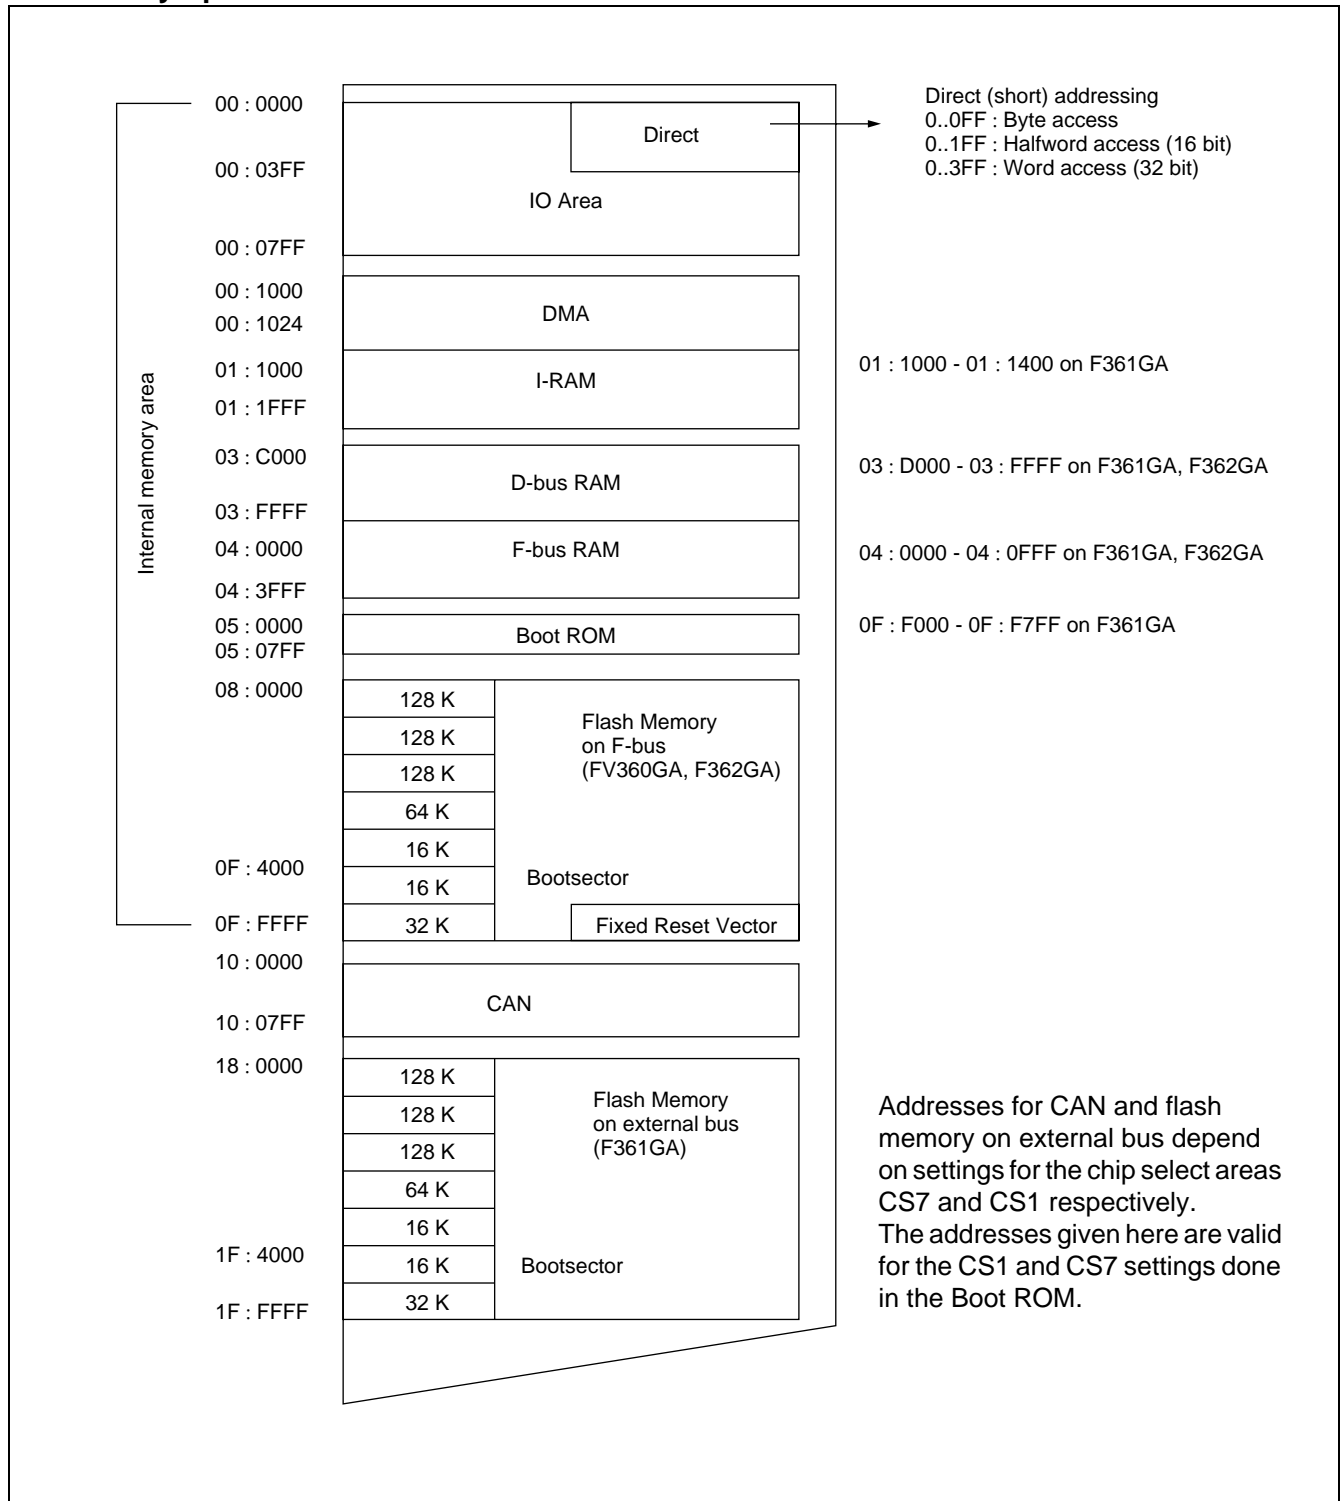 00 : 0000
Direct
Direct (short) addressing
0..0FF : Byte access
0..1FF : Halfword access (16 bit)
0..3FF : Word access (32 bit)
00 : 03FF
IO Area
00 : 07FF
00 : 1000
DMA
00 : 1024
01 : 1000
I-RAM
01 : 1000 - 01 : 1400 on F361GA
01 : 1FFF
Internal memory area
03 : C000
D-bus RAM
03 : D000 - 03 : FFFF on F361GA, F362GA
03 : FFFF
04 : 0000
F-bus RAM
04 : 0000 - 04 : 0FFF on F361GA, F362GA
04 : 3FFF
05 : 0000
Boot ROM
0F : F000 - 0F : F7FF on F361GA
05 : 07FF
08 : 0000
128 K
128 K
128 K
64 K
16 K
16 K
32 K
Flash Memory
on F-bus
(FV360GA, F362GA)
0F : 4000
Bootsector
0F : FFFF
Fixed Reset Vector
10 : 0000
CAN
10 : 07FF
18 : 0000
128 K
128 K
128 K
64 K
16 K
16 K
32 K
Flash Memory
on external bus
(F361GA)
1F : 4000
Bootsector
1F : FFFF
Addresses for CAN and flash
memory on external bus depend
on settings for the chip select areas
CS7 and CS1 respectively.
The addresses given here are valid
for the CS1 and CS7 settings done
in the Boot ROM.